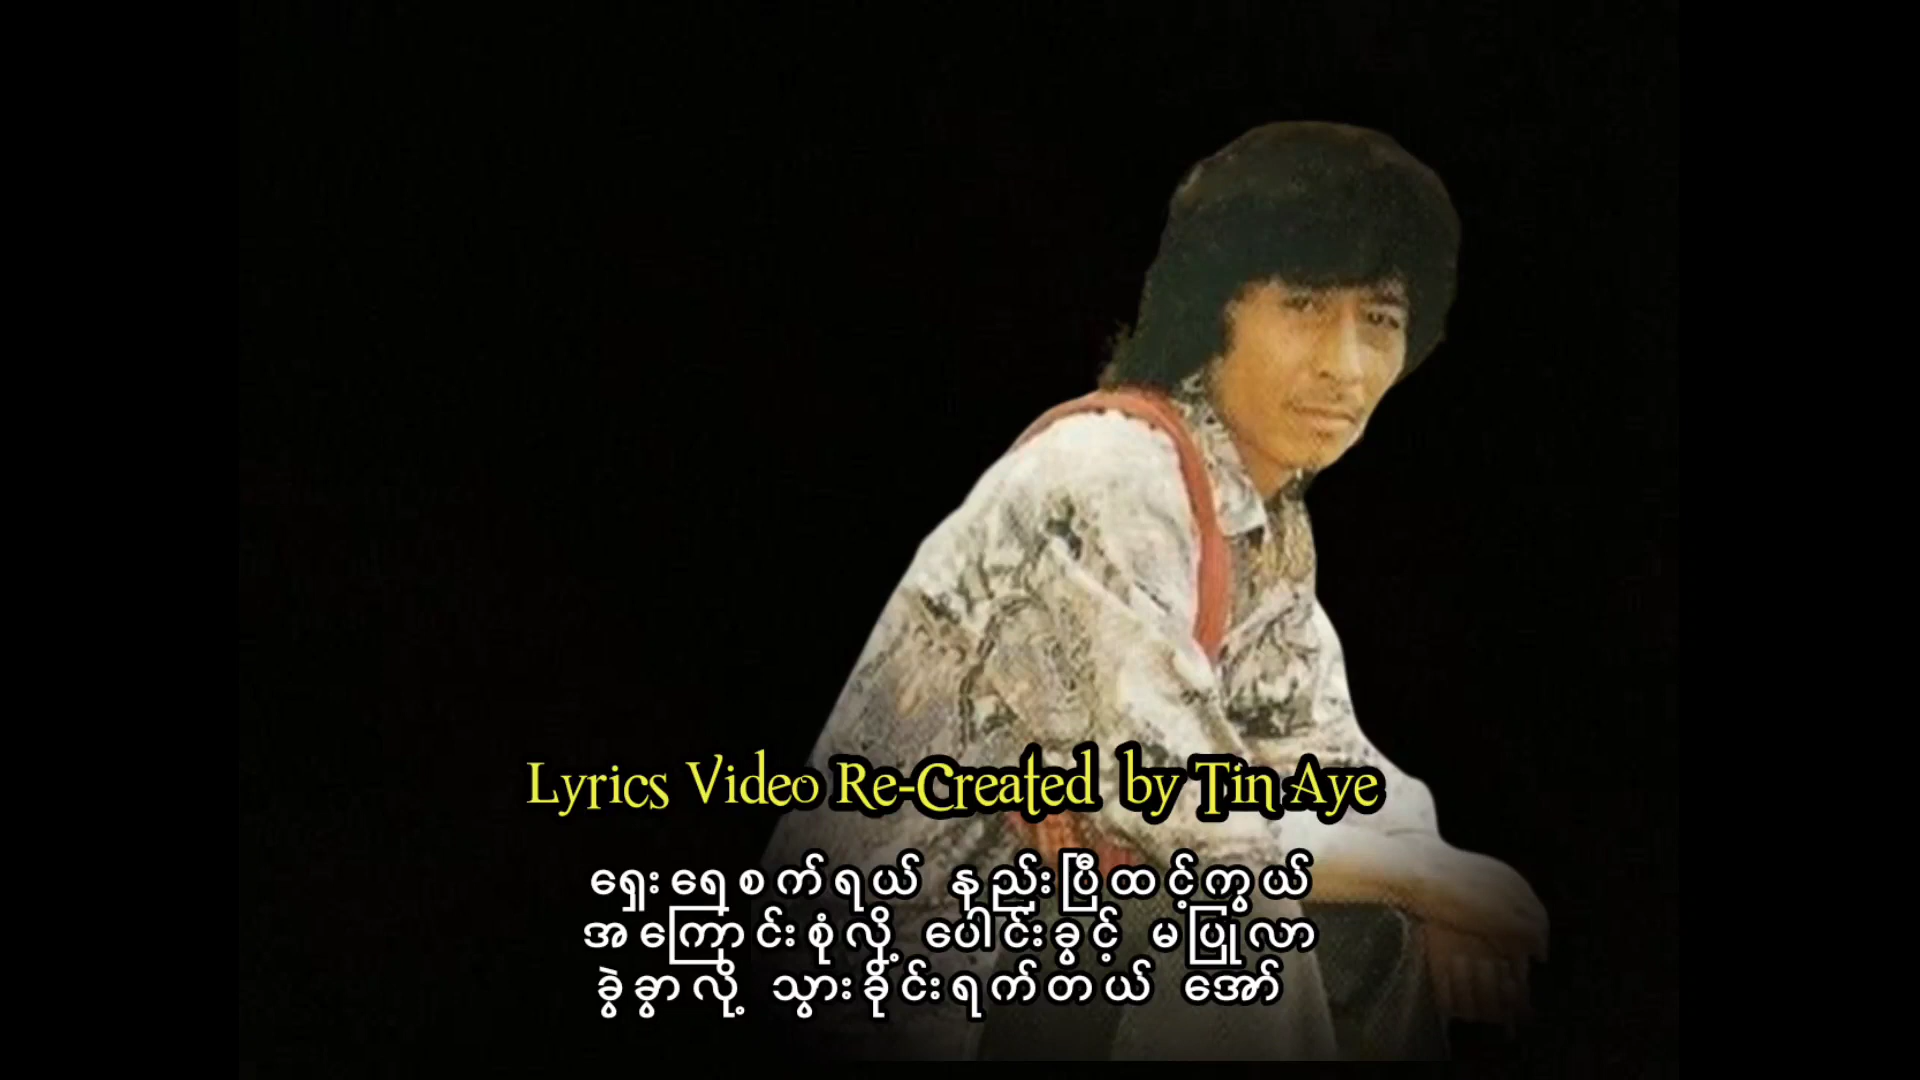 Lyrics Video Re-Created by Tin Aye
ရှေးရေစက်ရယ် နည်းပြီထင့်ကွယ်
အကြောင်းစုံလို့ ပေါင်းခွင့် မပြုလာ
ခွဲခွာလို့ သွားခိုင်းရက်တယ် အော်